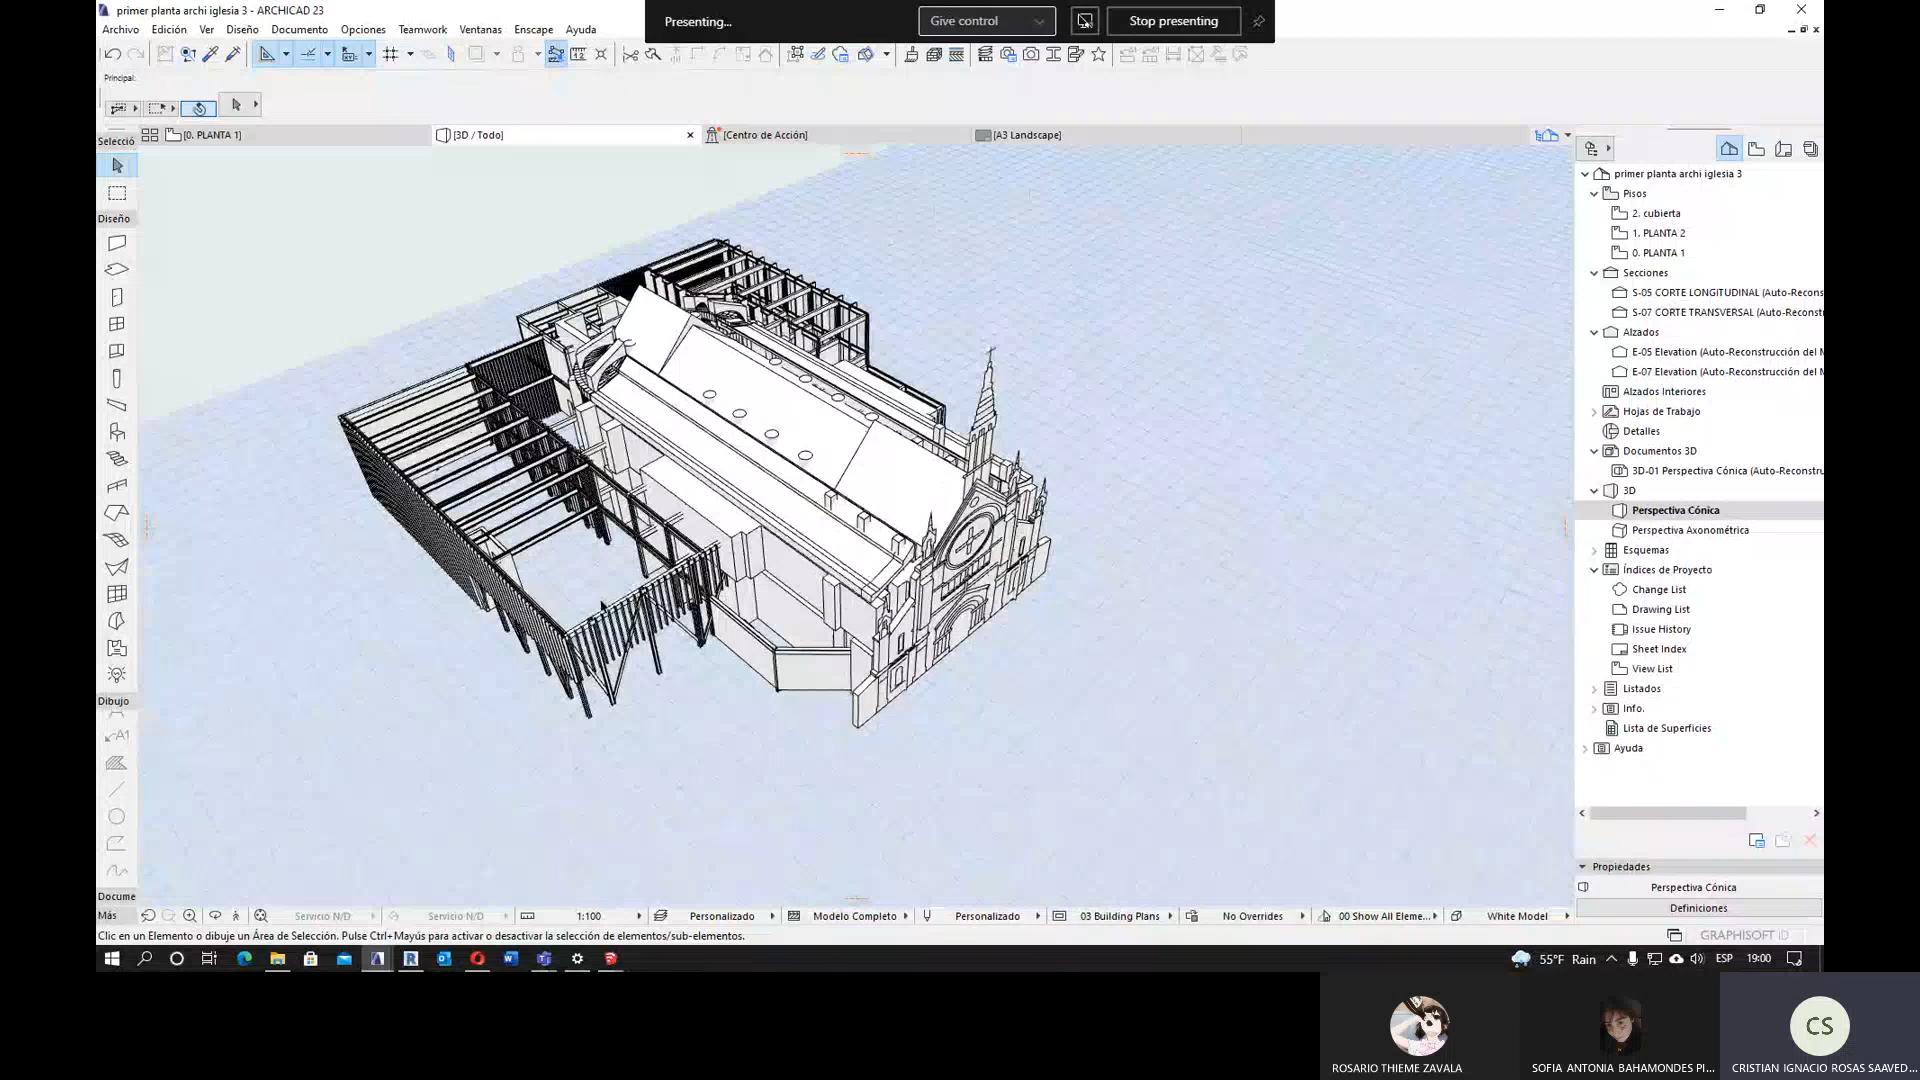 primer planta archi iglesia 3 - ARCHICAD 23
Presenting...
Give control
Stop presenting
Archivo Edición Ver Diseño Documento Opciones Teamwork Ventanas Enscape Ayuda
Principal:
[0. PLANTA 1]
[3D / Todo]
[Centro de Acción]
[A3 Landscape]
Selecció
Diseño
Dibujo
A1
Docume
Más
primer planta archi iglesia 3
Pisos
2. cubierta
1. PLANTA 2
0. PLANTA 1
Secciones
S-05 CORTE LONGITUDINAL (Auto-Recons
S-07 CORTE TRANSVERSAL (Auto-Reconst
Alzados
E-05 Elevation (Auto-Reconstrucción del M
E-07 Elevation (Auto-Reconstrucción del M
Alzados Interiores
Hojas de Trabajo
Detalles
Documentos 3D
3D-01 Perspectiva Cónica (Auto-Reconstru
3D
Perspectiva Cónica
Perspectiva Axonométrica
Esquemas
Índices de Proyecto
Change List
Drawing List
Issue History
Sheet Index
View List
Listados
Info.
Lista de Superficies
Ayuda
Propiedades
Perspectiva Cónica
Definiciones
Servicio N/D
Servicio N/D
1:100
Personalizado
Modelo Completo
Personalizado
03 Building Plans
No Overrides
00 Show All Eleme...
White Model
Clic en un Elemento o dibuje un Área de Selección. Pulse Ctrl+Mayús para activar o desactivar la selección de elementos/sub-elementos.
GRAPHISOFT ID
55°F Rain
ESP
19:00
CS
ROSARIO THIEME ZAVALA
SOFIA ANTONIA BAHAMONDES PI...
CRISTIAN IGNACIO ROSAS SAAVED...